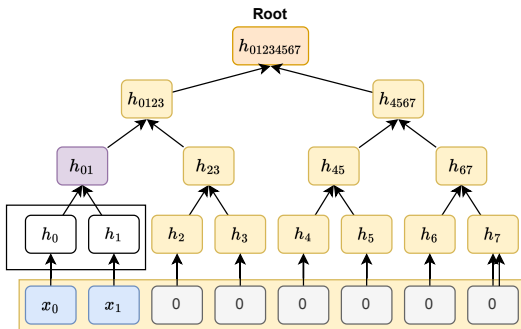 Root
h01234567
h0123 h4567
h01 h23 h45 h67
h0 h1 h2 h3 h4 h5 h6 h7
x0 x1 0 0 0 0 0 0